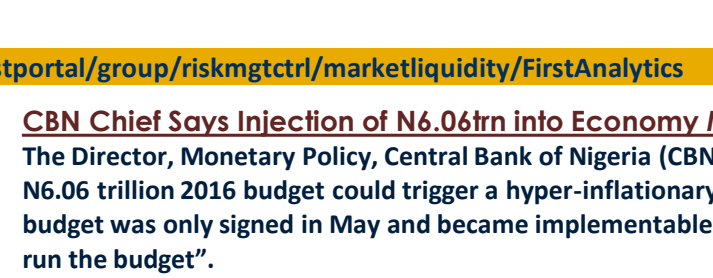 stportal/group/riskmgtctrl/marketliquidity/FirstAnalytics
CBN Chief Says Injection of N6.06trn into Economy
The Director, Monetary Policy, Central Bank of Nigeria (CBN
N6.06 trillion 2016 budget could trigger a hyper-inflationary
budget was only signed in May and became implementable
run the budget”.